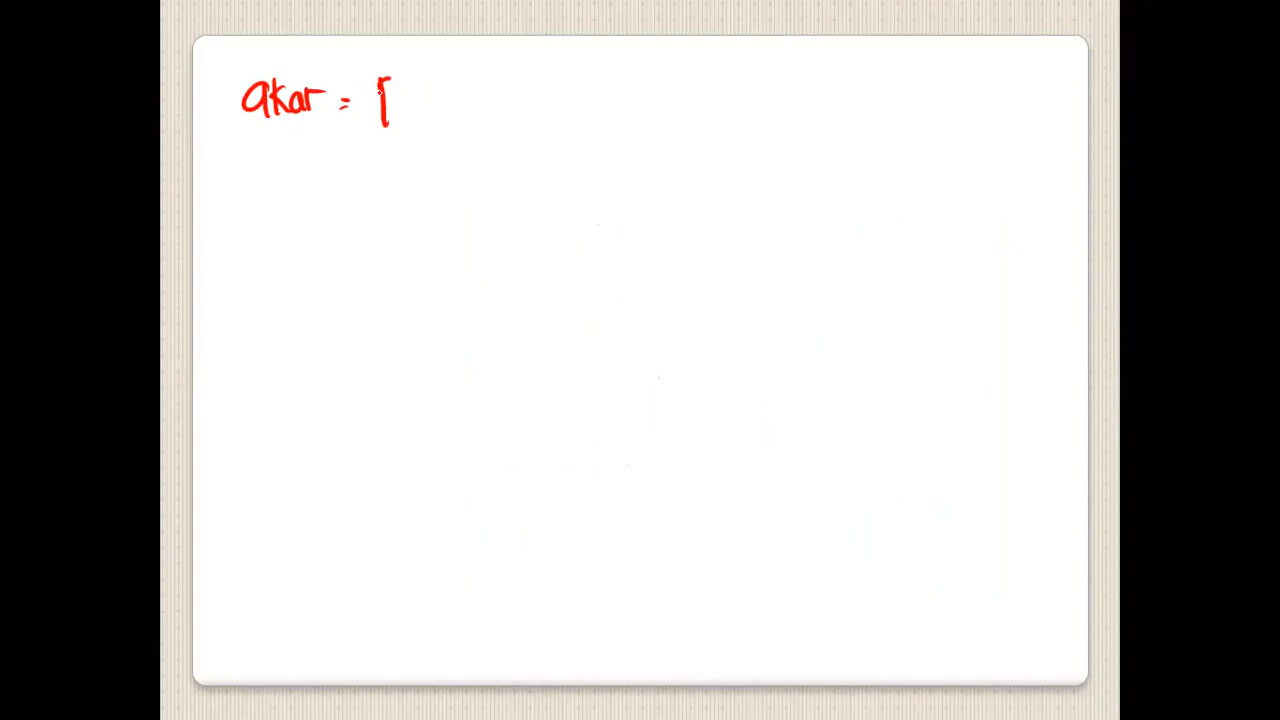 akar = [